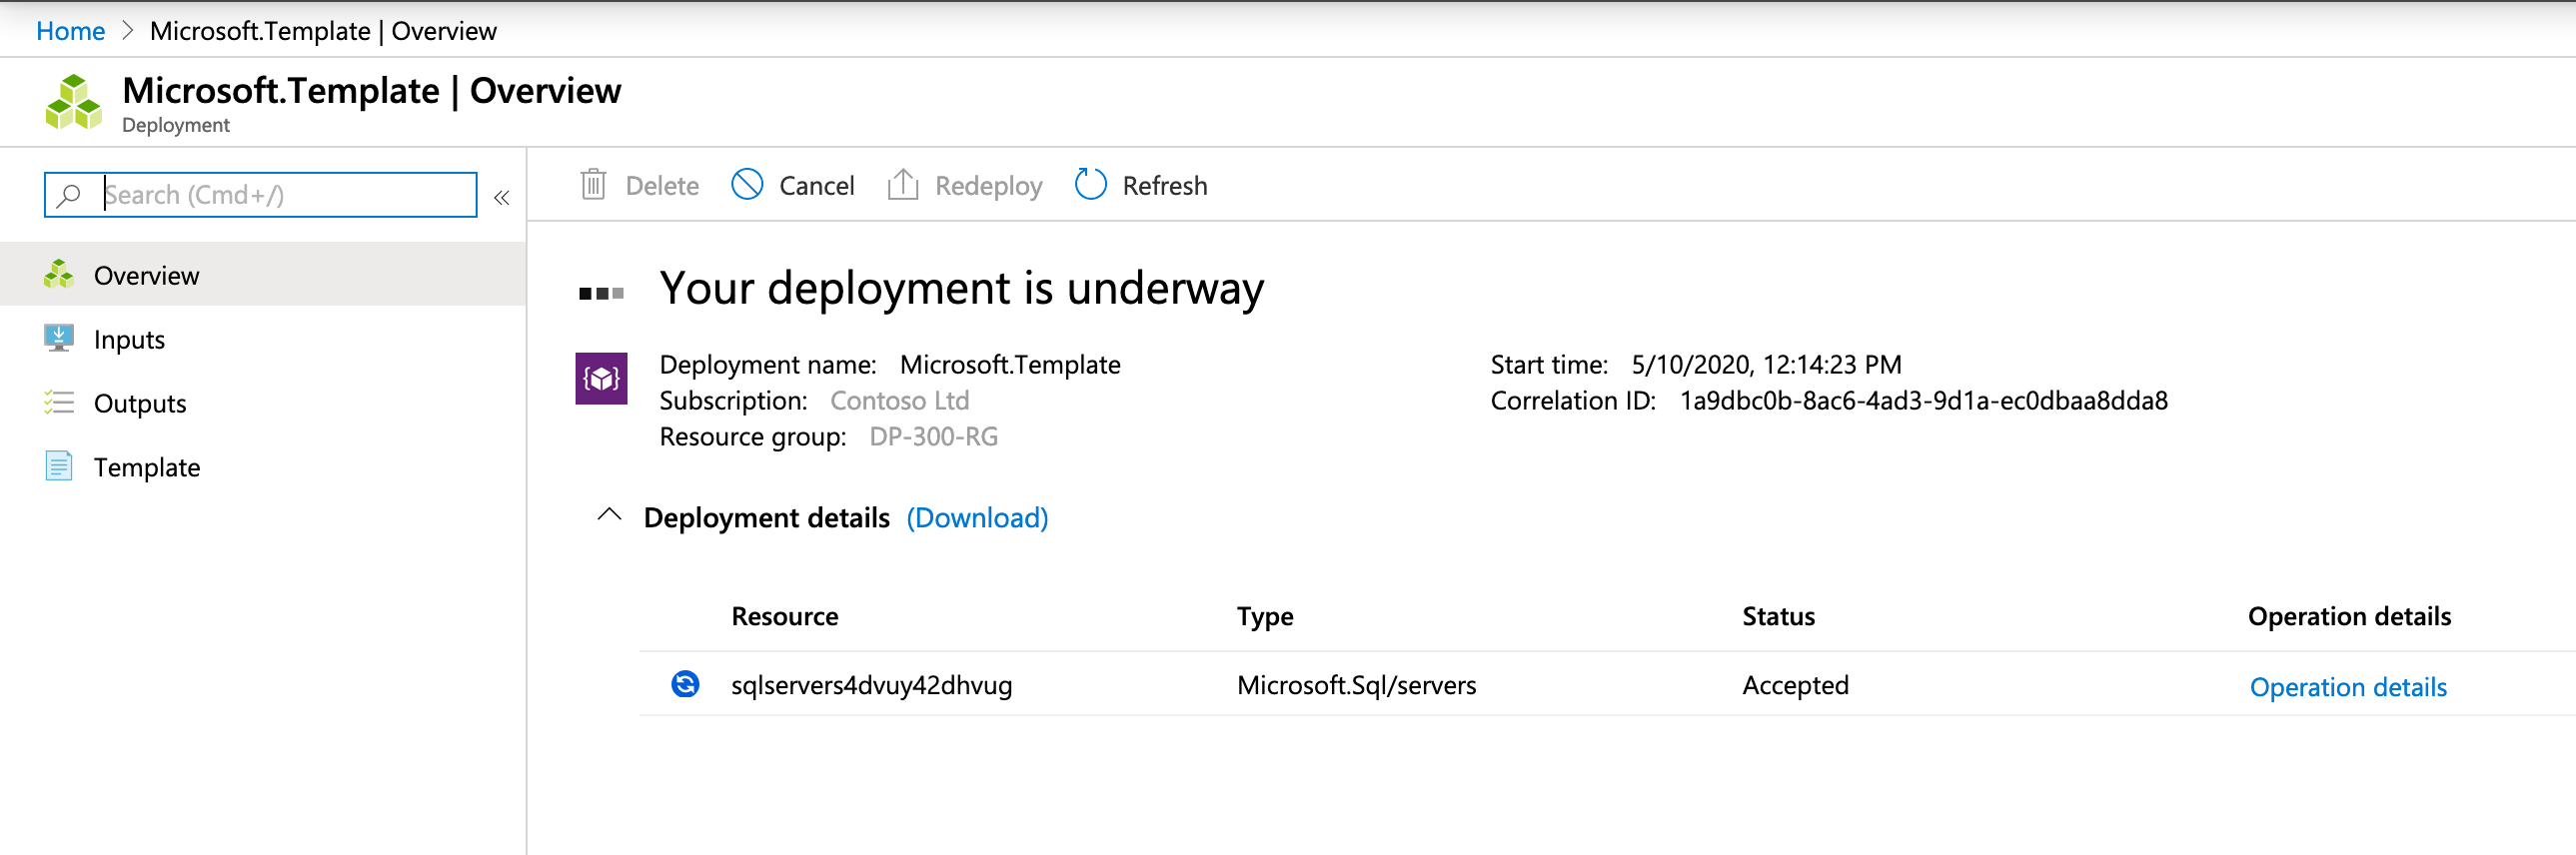 Home > Microsoft.Template | Overview
Microsoft.Template | Overview
Deployment
Search (Cmd+/)
«
Overview
Inputs
Outputs
Template
Delete Cancel Redeploy Refresh
Your deployment is underway
Deployment name: Microsoft.Template
Subscription: Contoso Ltd
Resource group: DP-300-RG
Start time: 5/10/2020, 12:14:23 PM
Correlation ID: 1a9dbc0b-8ac6-4ad3-9d1a-ec0dbaa8dda8
Deployment details (Download)
Resource Type Status Operation details
sqlservers4dvuy42dhvug Microsoft.Sql/servers Accepted Operation details